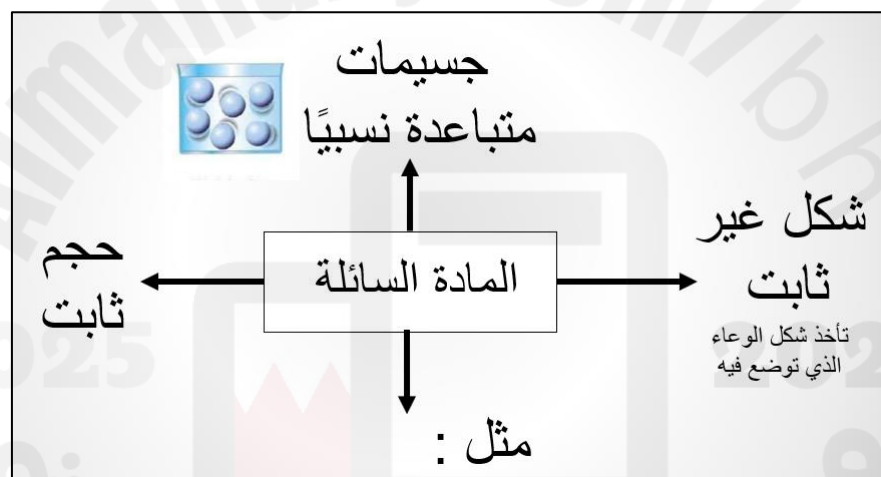 جسيمات
متباعدة نسبيًا
شكل غير
ثابت
تأخذ شكل الوعاء
الذي توضع فيه
المادة السائلة
حجم
ثابت
مثل :